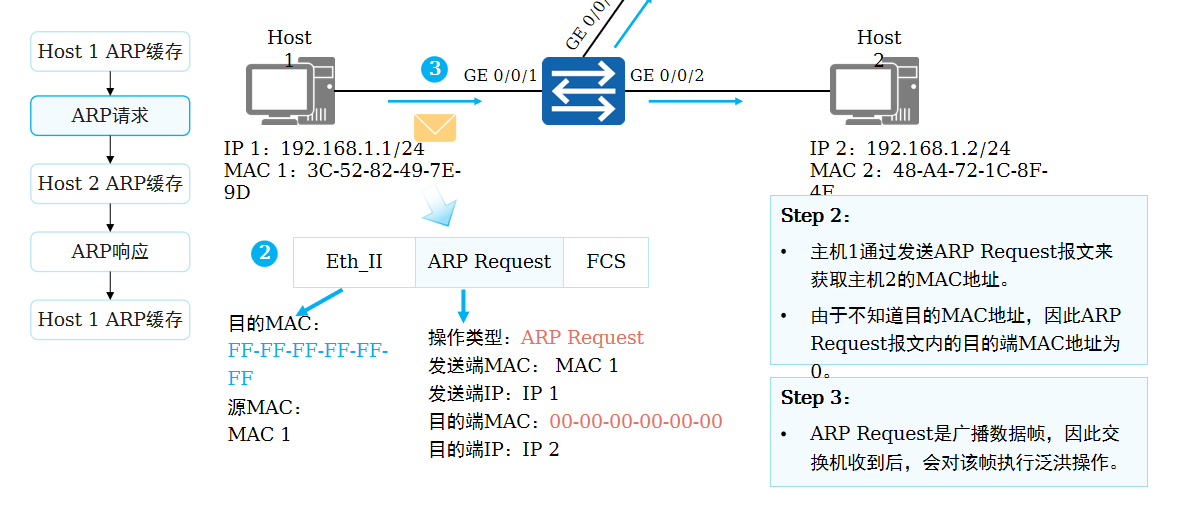 Host 1 ARP缓存
ARP请求
Host 2 ARP缓存
ARP响应
Host 1 ARP缓存
Host
1
3
GE 0/0/1
GE 0/0/
GE 0/0/2
Host
2
IP 1：192.168.1.1/24
MAC 1：3C-52-82-49-7E-
9D
IP 2：192.168.1.2/24
MAC 2：48-A4-72-1C-8F-
4F
2
Eth_II
ARP Request
FCS
目的MAC：
FF-FF-FF-FF-FF-
FF
源MAC：
MAC 1
操作类型：ARP Request
发送端MAC： MAC 1
发送端IP：IP 1
目的端MAC：00-00-00-00-00-00
目的端IP：IP 2
Step 2：
• 主机1通过发送ARP Request报文来
获取主机2的MAC地址。
• 由于不知道目的MAC地址，因此ARP
Request报文内的目的端MAC地址为
0。
Step 3：
• ARP Request是广播数据帧，因此交
换机收到后，会对该帧执行泛洪操作。